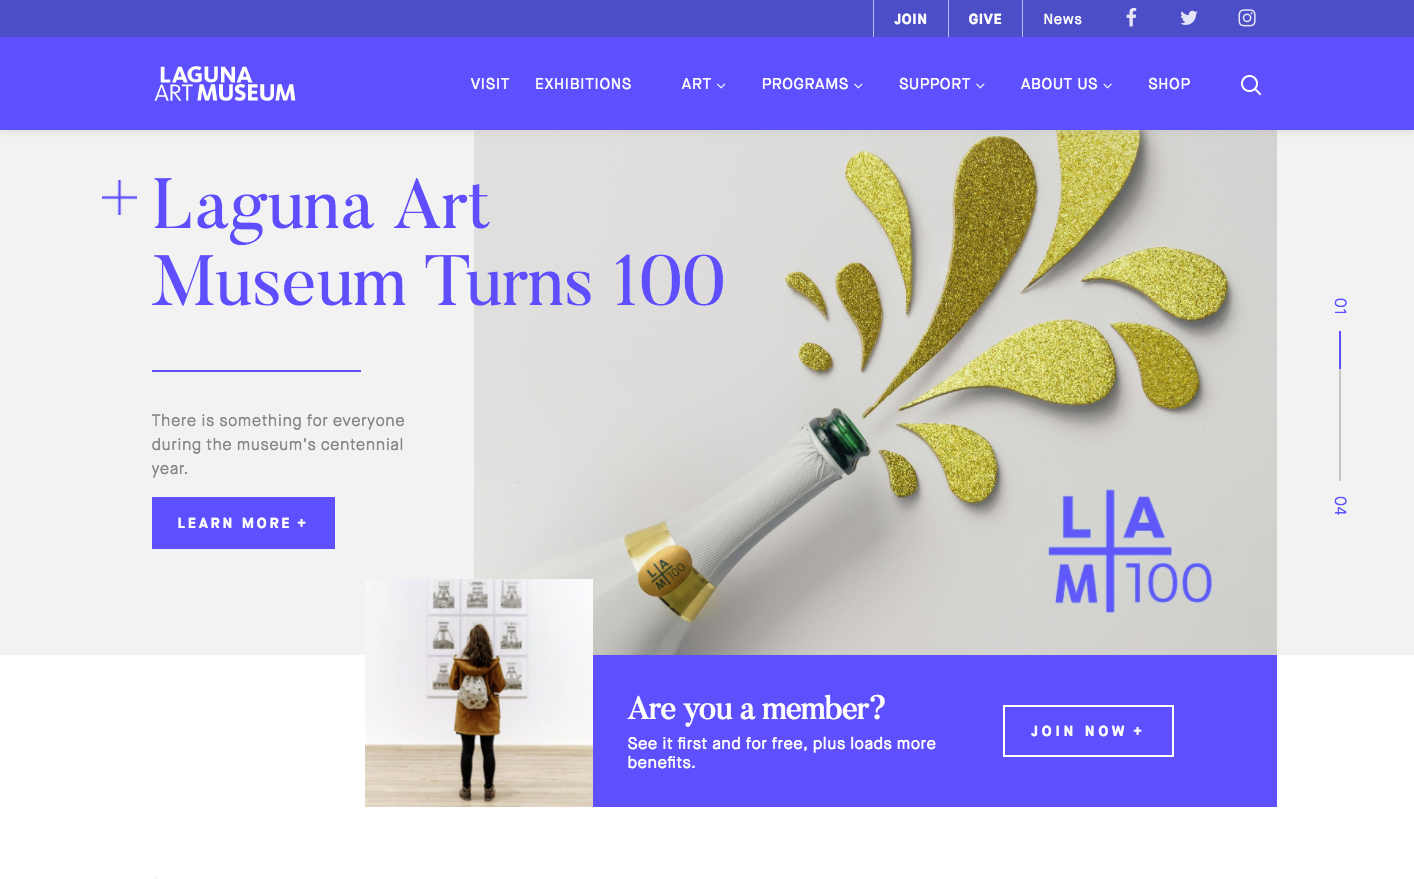 JOIN GIVE News
LAGUNA
ART MUSEUM
VISIT EXHIBITIONS ART PROGRAMS SUPPORT ABOUT US SHOP
Laguna Art
Museum Turns 100
There is something for everyone
during the museum's centennial
year.
LEARN MORE +
01
04
L A
M 100
L A
M 100
Are you a member?
See it first and for free, plus loads more
benefits.
JOIN NOW +